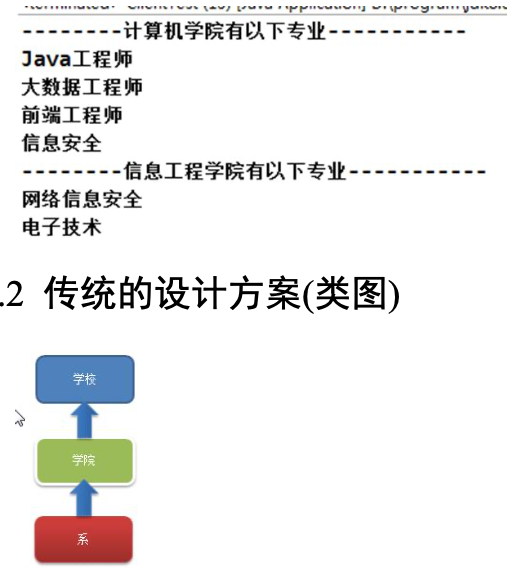 --------计算机学院有以下专业-----------
Java工程师
大数据工程师
前端工程师
信息安全
--------信息工程学院有以下专业-----------
网络信息安全
电子技术
.2 传统的设计方案(类图)
学校
学院
系